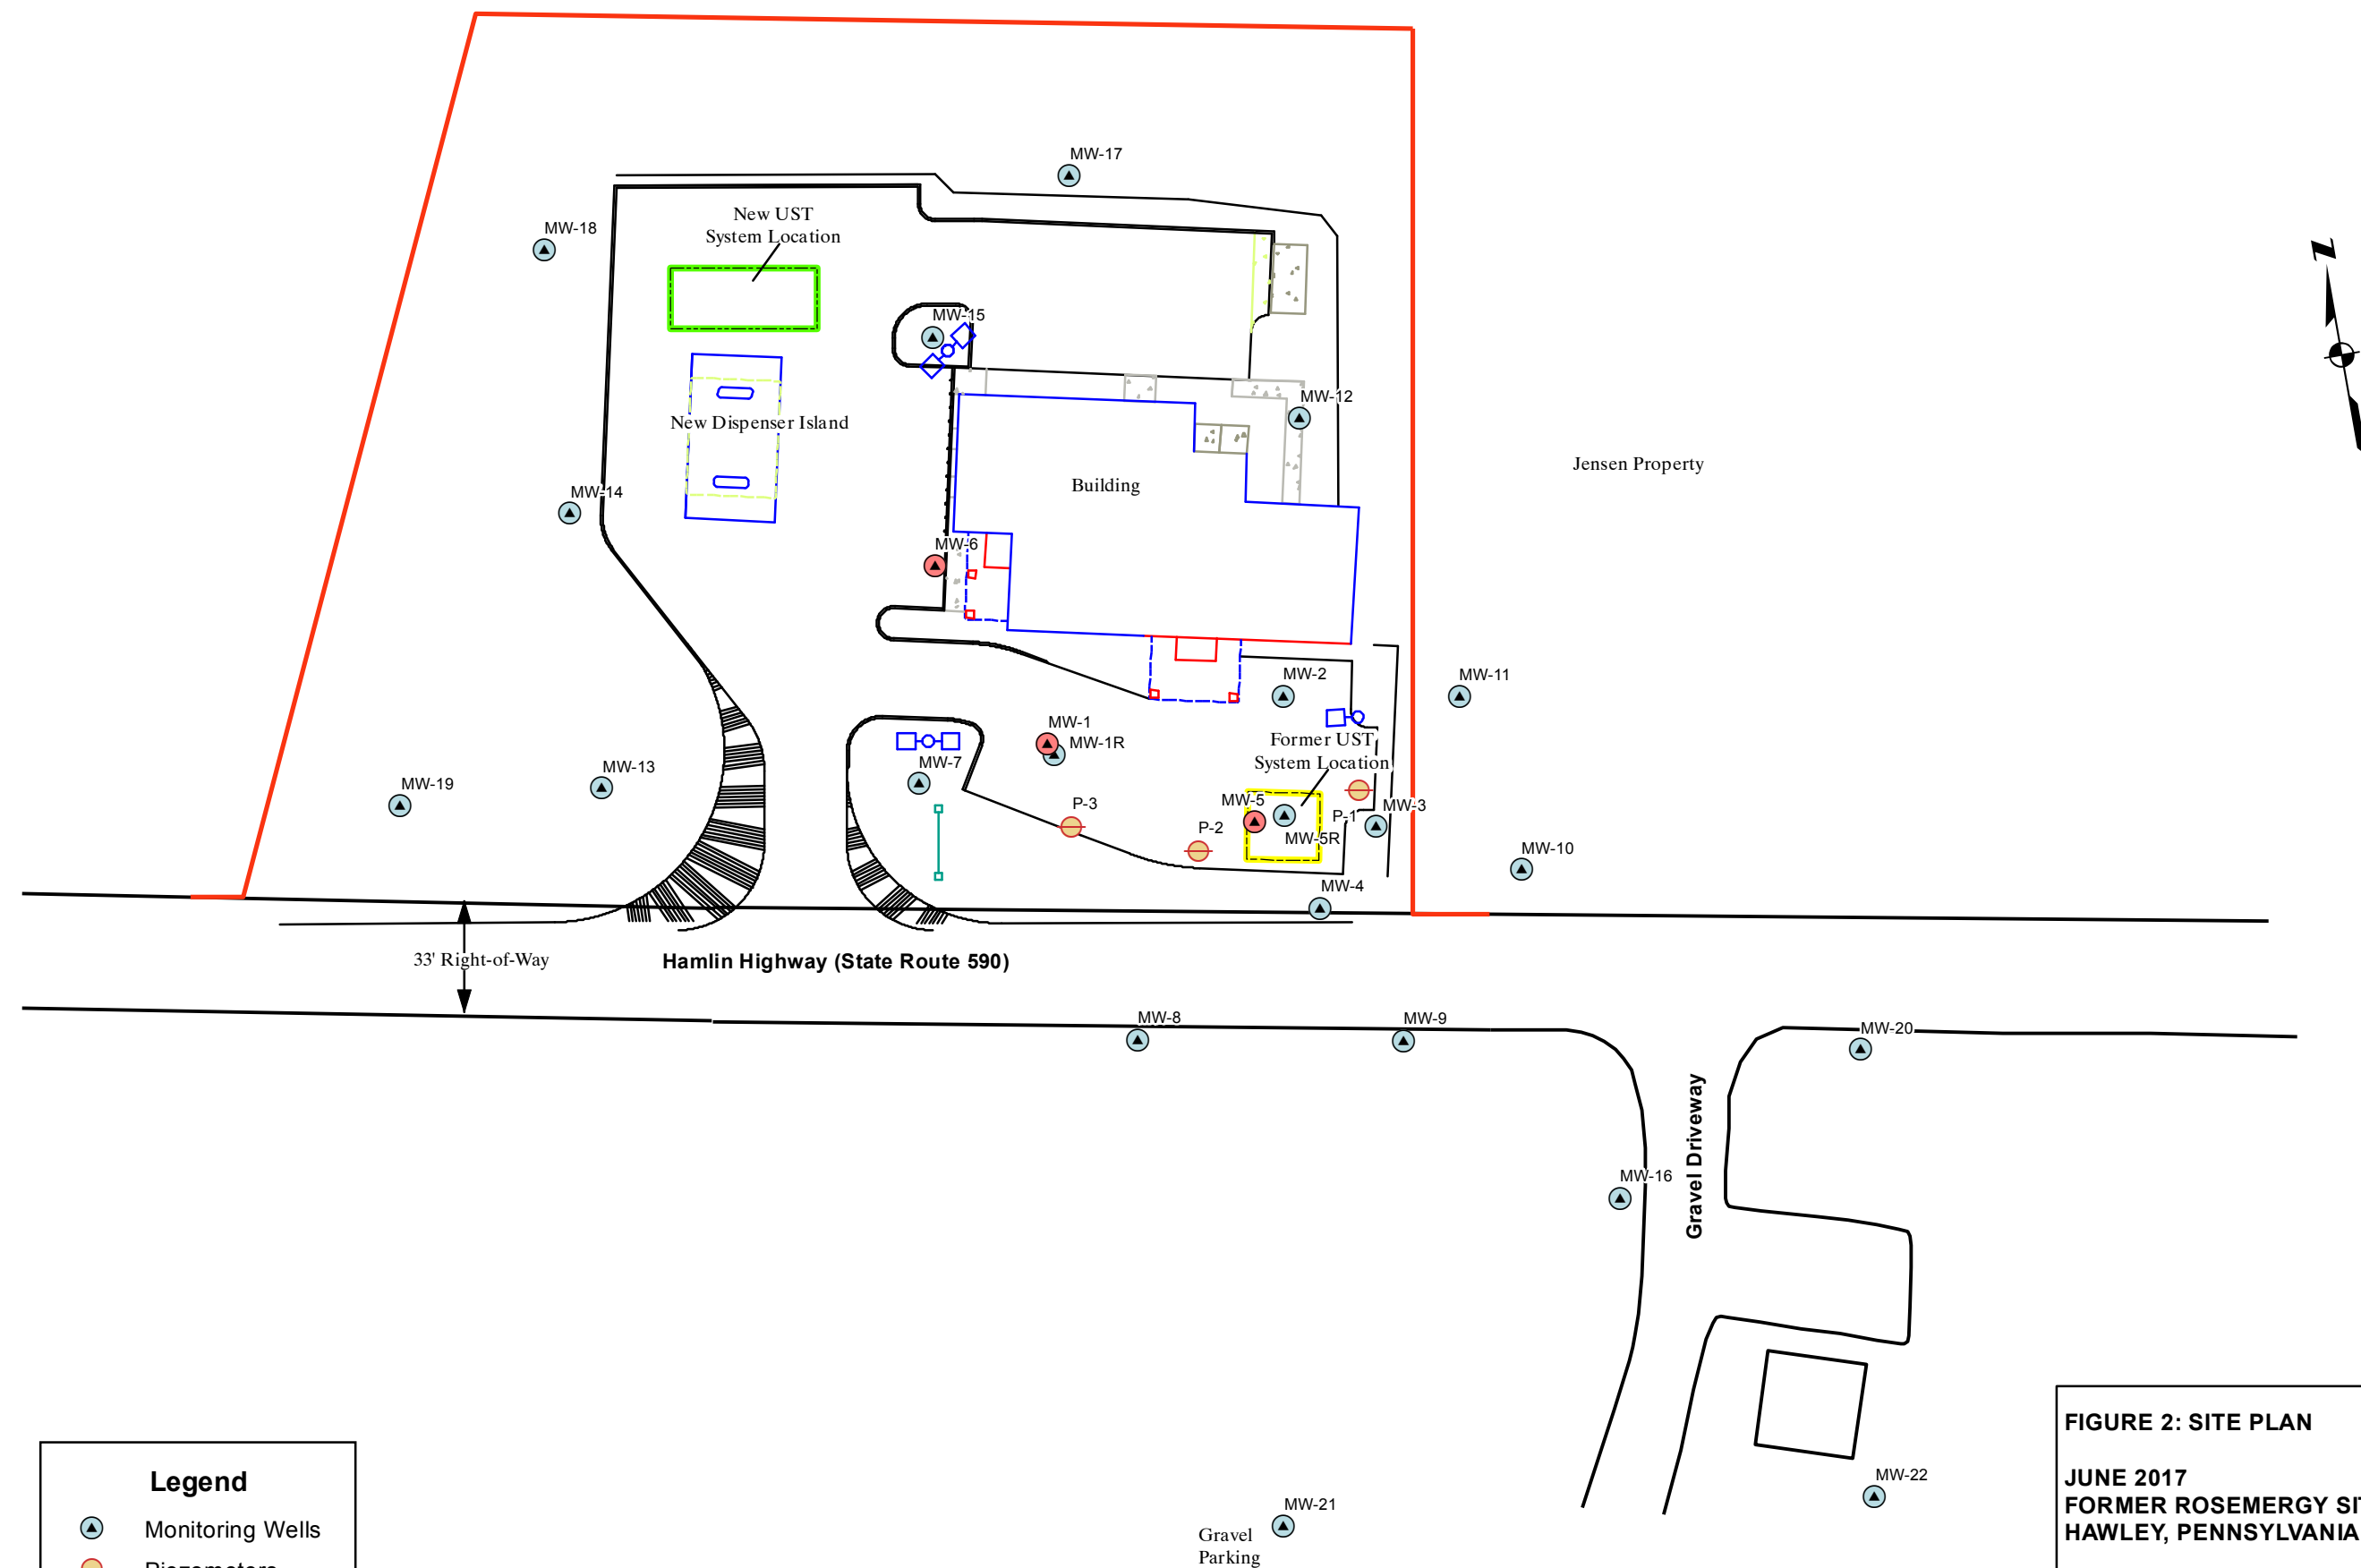 MW-17
New UST
System Location
MW-18
N
MW-15
MW-12
New Dispenser Island
Jensen Property
Building
MW-14
MW-6
MW-2
MW-11
MW-1
MW-1R
Former UST
System Location
MW-7
MW-13
MW-19
P-3
MW-5
P-1
MW-3
P-2
MW-5R
MW-10
MW-4
33' Right-of-Way
Hamlin Highway (State Route 590)
MW-8
MW-9
MW-20
Gravel Driveway
MW-16
FIGURE 2: SITE PLAN
JUNE 2017
FORMER ROSEMERGY
HAWLEY, PENNSYLVANIA
MW-22
MW-21
Gravel
Parking
Legend
Monitoring Wells
Piezometers